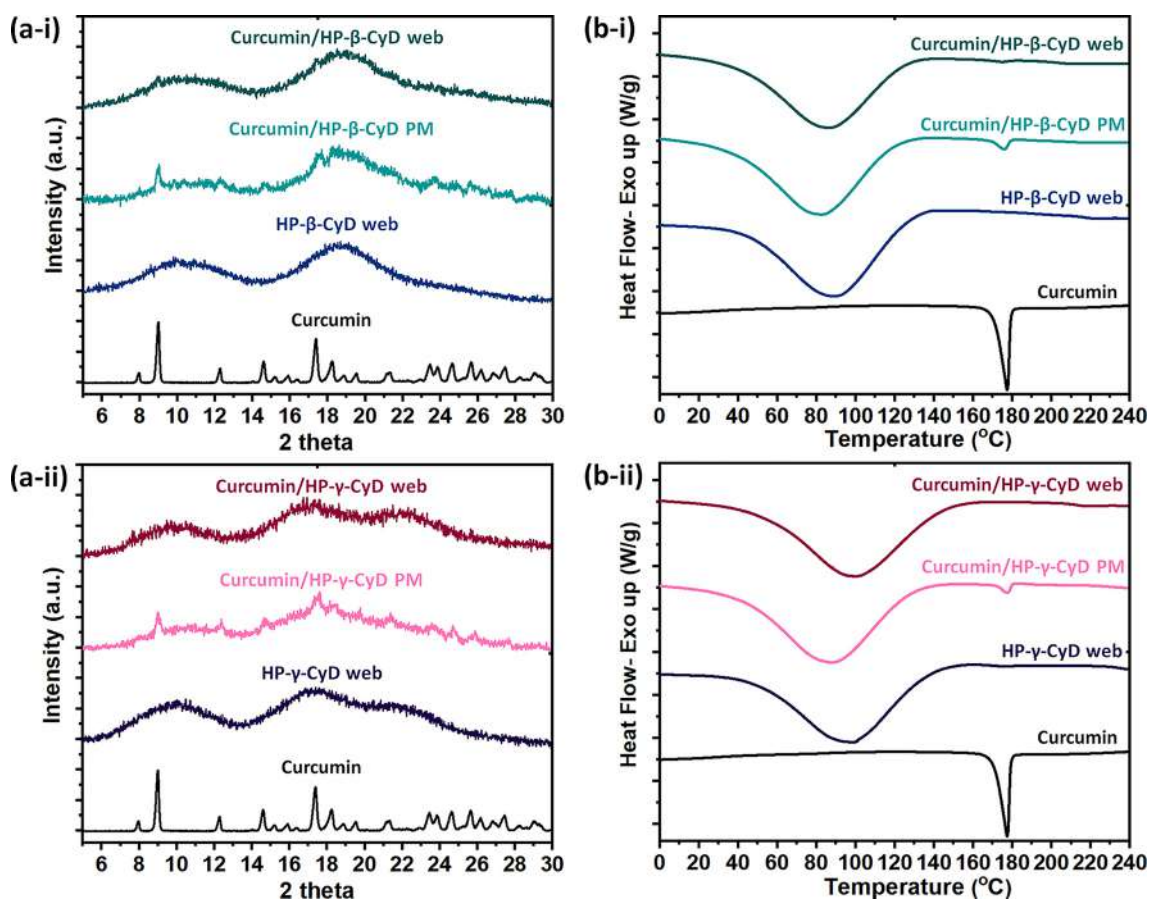 (a-i)
Intensity (a.u.)
Curcumin/HP-β-CyD web
Curcumin/HP-β-CyD PM
HP-β-CyD web
Curcumin
6 8 10 12 14 16 18 20 22 24 26 28 30
2 theta
(b-i)
Heat Flow- Exo up (W/g)
Curcumin/HP-β-CyD web
Curcumin/HP-β-CyD PM
HP-β-CyD web
Curcumin
0 20 40 60 80 100 120 140 160 180 200 220 240
Temperature (°C)
(a-ii)
Intensity (a.u.)
Curcumin/HP-γ-CyD web
Curcumin/HP-γ-CyD PM
HP-γ-CyD web
Curcumin
6 8 10 12 14 16 18 20 22 24 26 28 30
2 theta
(b-ii)
Heat Flow- Exo up (W/g)
Curcumin/HP-γ-CyD web
Curcumin/HP-γ-CyD PM
HP-γ-CyD web
Curcumin
0 20 40 60 80 100 120 140 160 180 200 220 240
Temperature (°C)